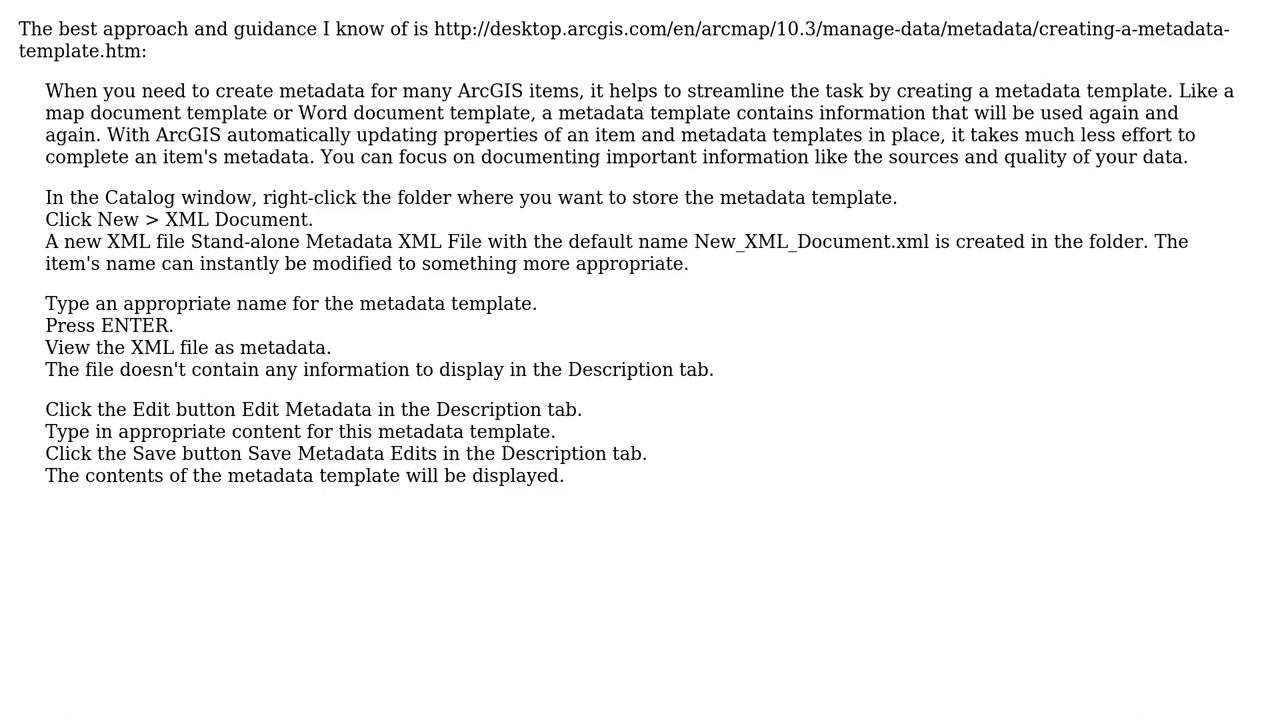 The best approach and guidance I know of is http://desktop.arcgis.com/en/arcmap/10.3/manage-data/metadata/creating-a-metadata-
template.htm:
When you need to create metadata for many ArcGIS items, it helps to streamline the task by creating a metadata template. Like a
map document template or Word document template, a metadata template contains information that will be used again and
again. With ArcGIS automatically updating properties of an item and metadata templates in place, it takes much less effort to
complete an item's metadata. You can focus on documenting important information like the sources and quality of your data.
In the Catalog window, right-click the folder where you want to store the metadata template.
Click New > XML Document.
A new XML file Stand-alone Metadata XML File with the default name New_XML_Document.xml is created in the folder. The
item's name can instantly be modified to something more appropriate.
Type an appropriate name for the metadata template.
Press ENTER.
View the XML file as metadata.
The file doesn't contain any information to display in the Description tab.
Click the Edit button Edit Metadata in the Description tab.
Type in appropriate content for this metadata template.
Click the Save button Save Metadata Edits in the Description tab.
The contents of the metadata template will be displayed.